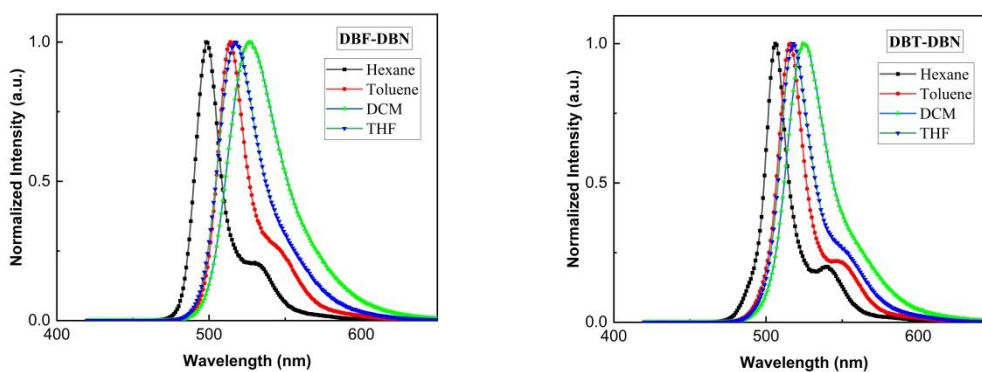 DBF-DBN
Hexane
Toluene
DCM
THF
Normalized Intensity (a.u.)
1.0
0.5
0.0
400
500
600
Wavelength (nm)
DBT-DBN
Hexane
Toluene
DCM
THF
Normalized Intensity (a.u.)
1.0
0.5
0.0
400
500
600
Wavelength (nm)